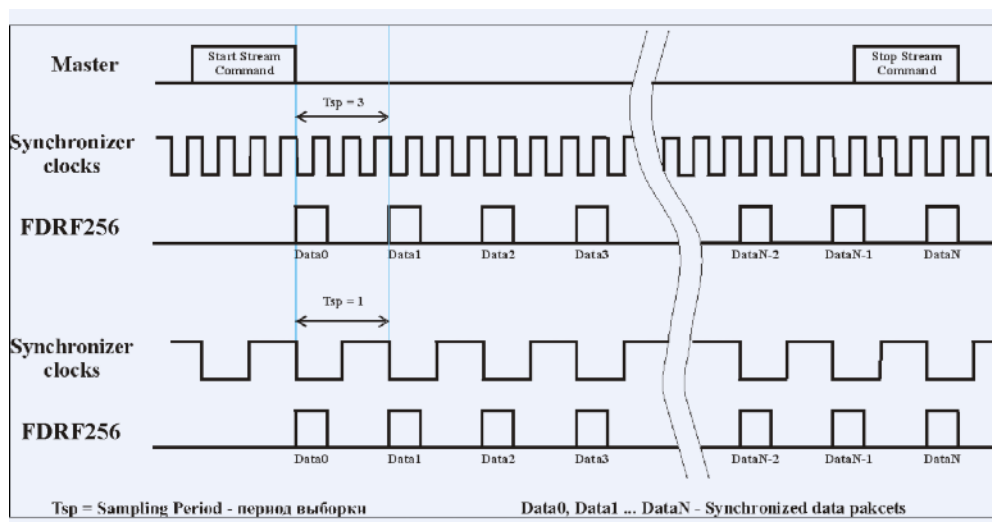 Master
Start Stream
Command
Stop Stream
Command
Tsp = 3
Synchronizer
clocks
FDRF256
Data0
Data1
Data2
Data3
DataN-2
DataN-1
DataN
Tsp = 1
Synchronizer
clocks
FDRF256
Data0
Data1
Data2
Data3
DataN-2
DataN-1
DataN
Tsp = Sampling Period - период выборки
Data0, Data1 ... DataN - Synchronized data pakcets